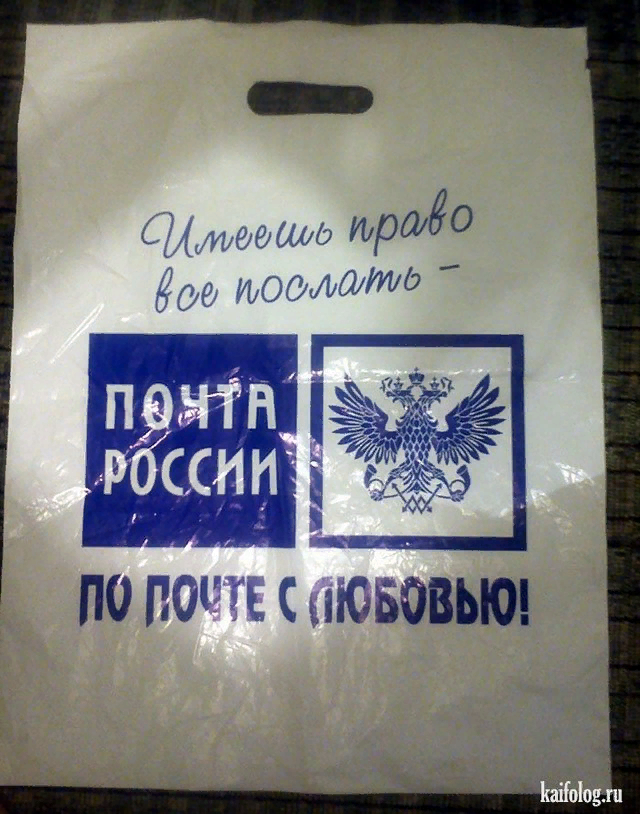 Имеешь право
все послать –
ПОЧТА
РОССИИ
ПО ПОЧТЕ С ЛЮБОВЬЮ!
kaifolog.ru